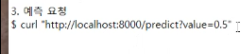 3. 예측 요청
$ curl "http://localhost:8000/predict?value=0.5"